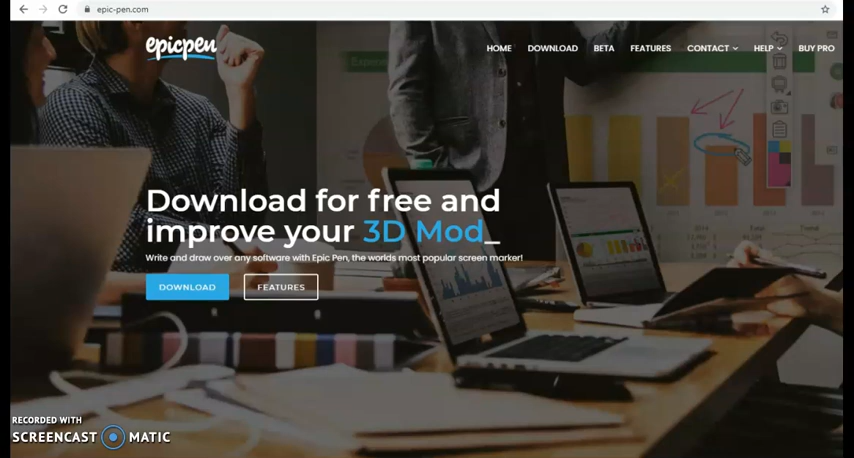 epic-pen.com
epicpen
HOME DOWNLOAD BETA FEATURES CONTACT HELP BUY PRO
Download for free and
improve your 3D Mod_
Write and draw over any software with Epic Pen, the worlds most popular screen marker!
DOWNLOAD FEATURES
RECORDED WITH
SCREENCAST MATIC